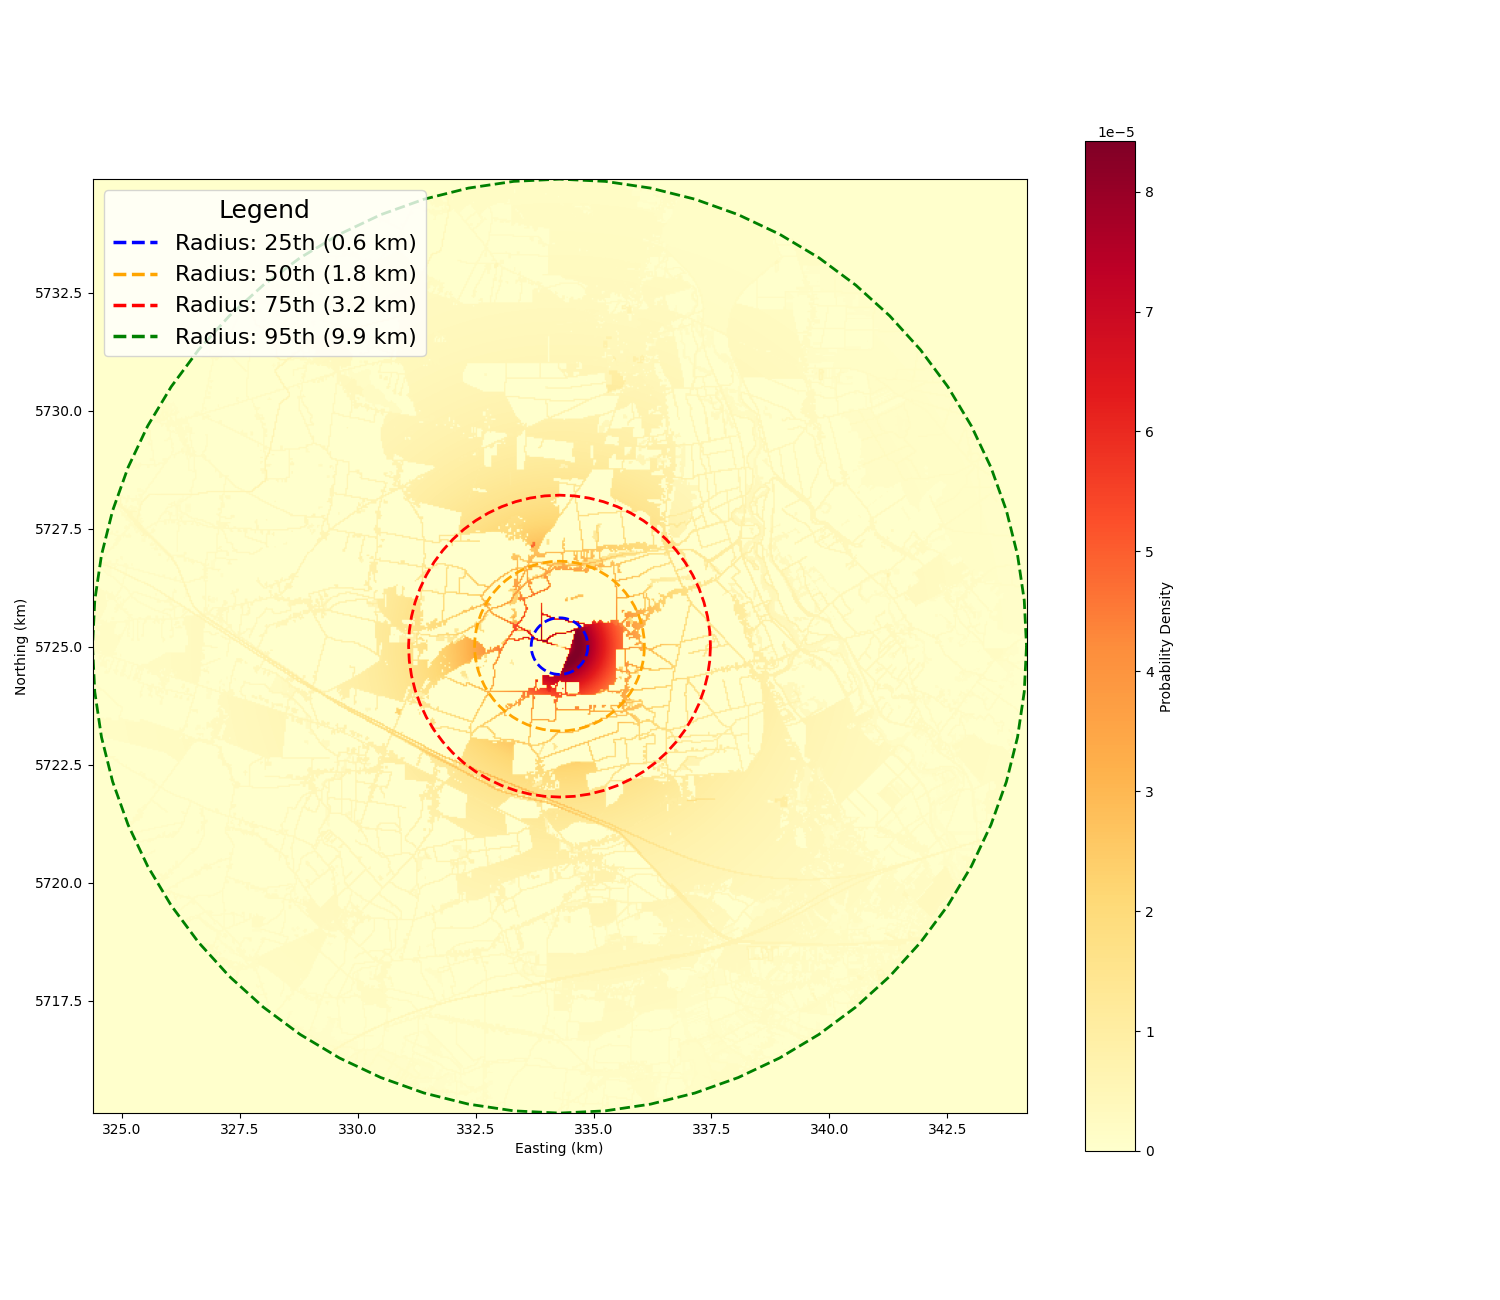 1e−5
Legend
Radius: 25th (0.6 km)
Radius: 50th (1.8 km)
Radius: 75th (3.2 km)
Radius: 95th (9.9 km)
5732.5
5730.0
5727.5
5725.0
5722.5
5720.0
5717.5
Northing (km)
325.0 327.5 330.0 332.5 335.0 337.5 340.0 342.5
Easting (km)
8
7
6
5
4
3
2
1
0
Probability Density